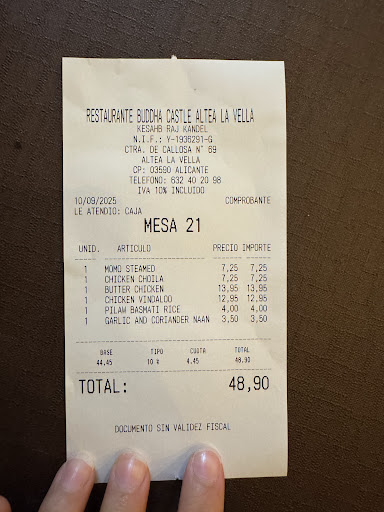 RESTAURANTE BUDDHA CASTLE ALTEA LA VELLA
KESAHB RAJ KANDEL
N.I.F.: Y-1936291-G
CTRA. DE CALLOSA N° 69
ALTEA LA VELLA
CP: 03590 ALICANTE
TELEFONO: 632 40 20 98
IVA 10% INCLUIDO
10/09/2025 COMPROBANTE
LE ATENDIO: CAJA
MESA 21
UNID. ARTICULO PRECIO IMPORTE
1 MOMO STEAMED 7,25 7,25
1 CHICKEN CHOILA 7,25 7,25
1 BUTTER CHICKEN 13,95 13,95
1 CHICKEN VINDALOO 12,95 12,95
1 PILAW BASMATI RICE 4,00 4,00
1 GARLIC AND CORIANDER NAAN 3,50 3,50
BASE TIPO CUOTA TOTAL
44,45 10 % 4,45 48,90
TOTAL: 48,90
DOCUMENTO SIN VALIDEZ FISCAL